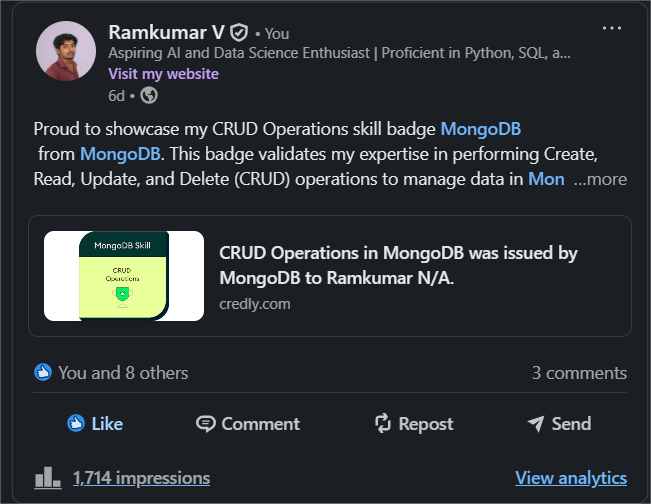 Ramkumar V • You
Aspiring AI and Data Science Enthusiast | Proficient in Python, SQL, a...
Visit my website
6d •
Proud to showcase my CRUD Operations skill badge MongoDB
from MongoDB. This badge validates my expertise in performing Create,
Read, Update, and Delete (CRUD) operations to manage data in Mon ...more
MongoDB Skill
CRUD
Operations
CRUD Operations in MongoDB was issued by
MongoDB to Ramkumar N/A.
credly.com
You and 8 others 3 comments
Like Comment Repost Send
1,714 impressions View analytics